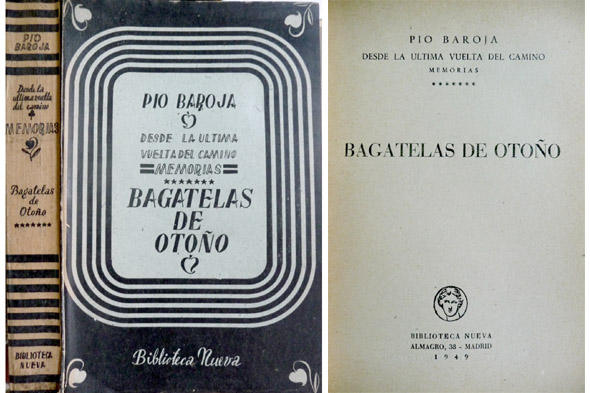 PIO
BAROJA
Desde la
ultima vuelta
del camino
MEMORIAS
Bagatelas
de
Otoño
*******
BIBLIOTECA
NUEVA
PIO BAROJA
DESDE LA ULTIMA
VUELTA DEL CAMINO
=MEMORIAS=
*******
BAGATELAS
DE
OTOÑO
Biblioteca Nueva
PIO BAROJA
DESDE LA ULTIMA VUELTA DEL CAMINO
MEMORIAS
*******
BAGATELAS DE OTOÑO
BIBLIOTECA NUEVA
ALMAGRO, 38 - MADRID
1949